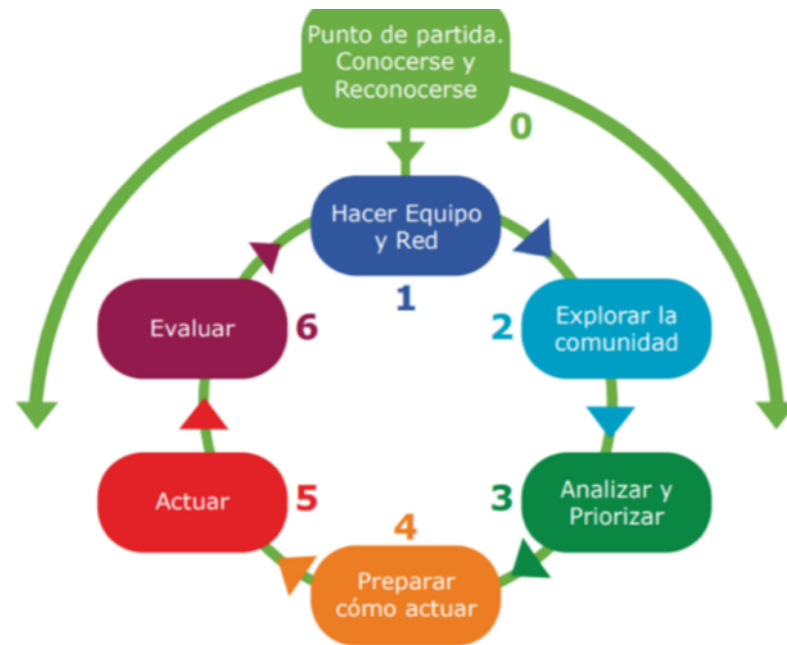 Punto de partida.
Conocerse y
Reconocerse
0
Hacer Equipo
y Red
1
2
Explorar la
comunidad
3
Analizar y
Priorizar
4
Preparar
cómo actuar
Actuar
5
Evaluar
6